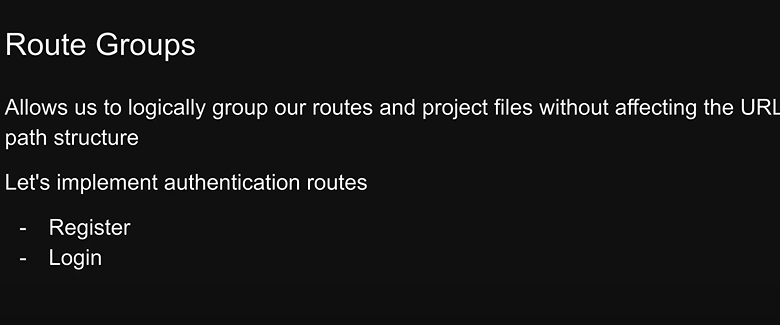 Route Groups
Allows us to logically group our routes and project files without affecting the URL
path structure
Let's implement authentication routes
- Register
- Login